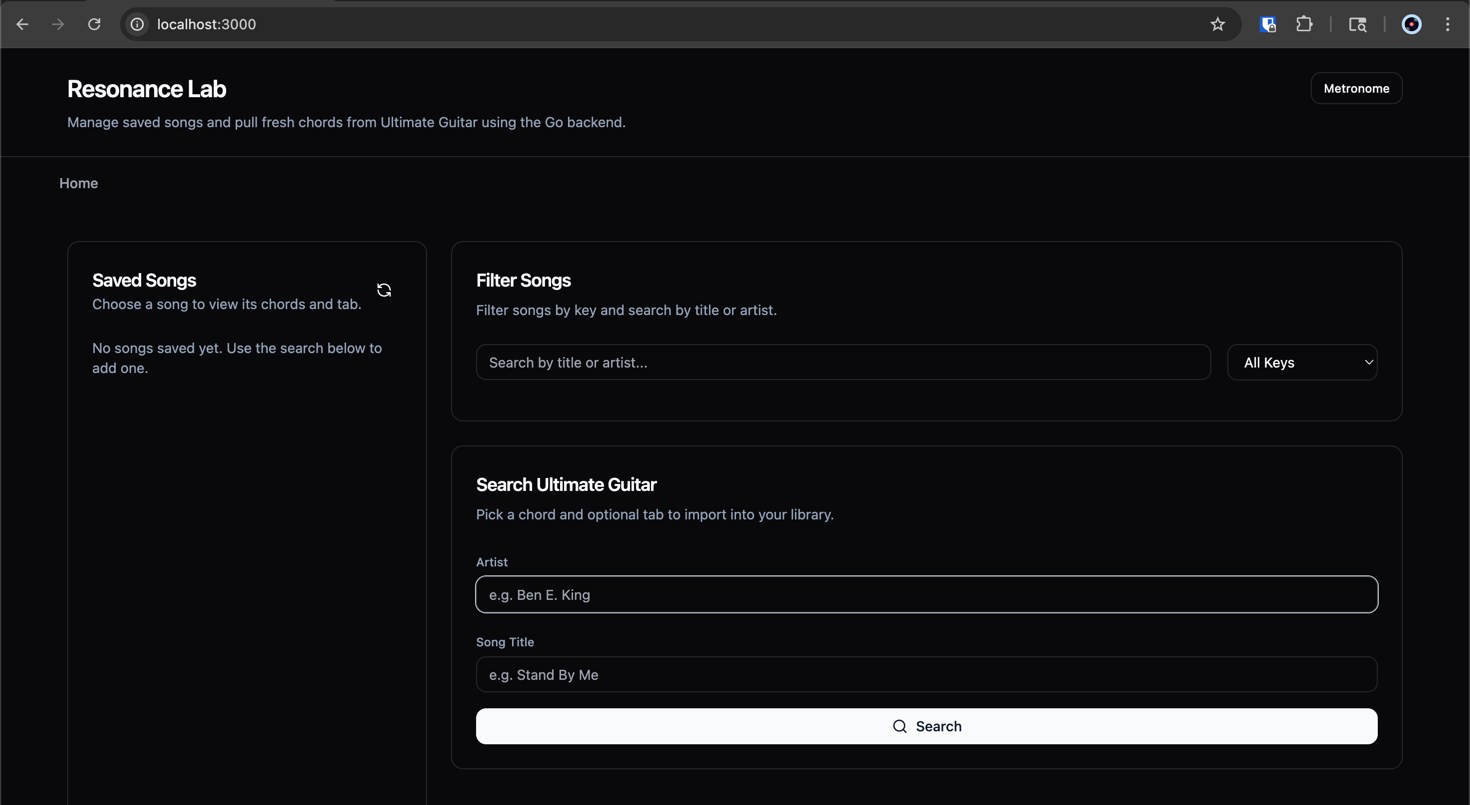 localhost:3000
Resonance Lab
Metronome
Manage saved songs and pull fresh chords from Ultimate Guitar using the Go backend.
Home
Saved Songs
Choose a song to view its chords and tab.
No songs saved yet. Use the search below to
add one.
Filter Songs
Filter songs by key and search by title or artist.
Search by title or artist...
All Keys
Search Ultimate Guitar
Pick a chord and optional tab to import into your library.
Artist
e.g. Ben E. King
Song Title
e.g. Stand By Me
Search